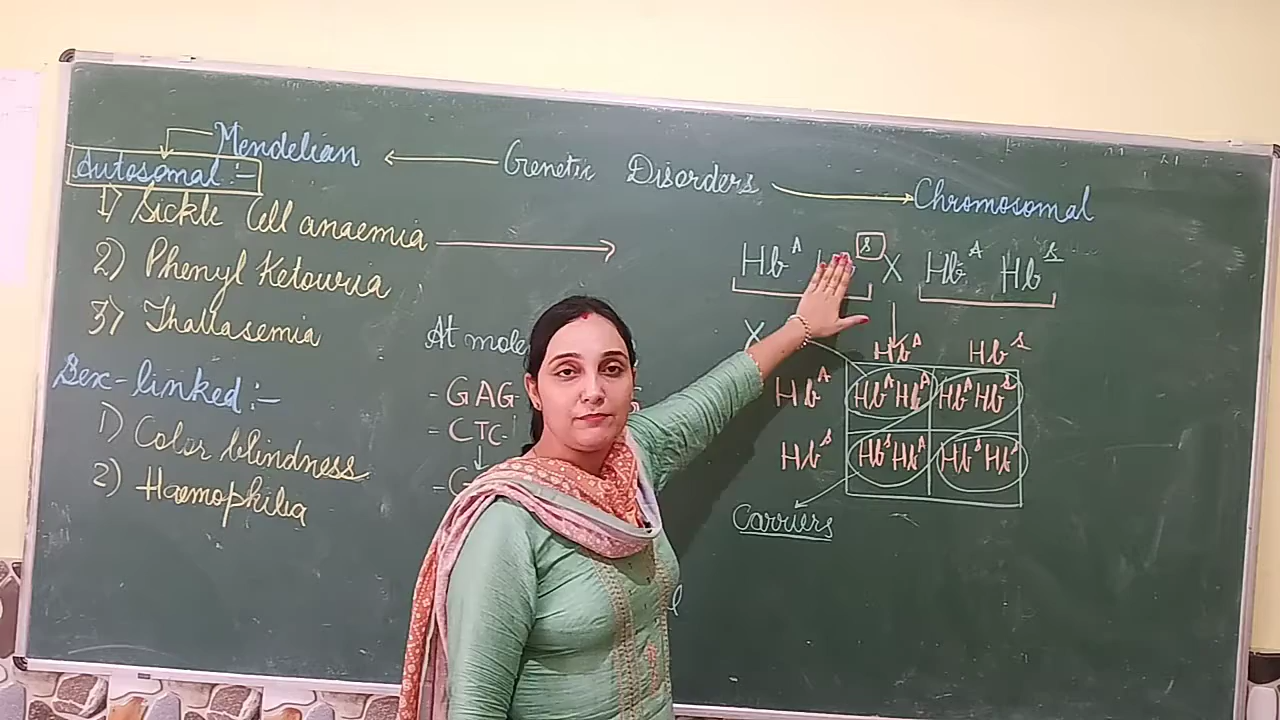 Mendelian ← Genetic Disorders → Chromosomal
Autosomal :-
1) Sickle Cell anaemia →
2) Phenyl Ketouria
3) Thallasemia
Sex-linked :-
1) Color blindness
2) Haemophilia
At mole
- GAG
- CTC
↓
Hb^A S X Hb^A Hb^S
X
Hb^A Hb^S
Hb^A Hb^A Hb^A Hb^A Hb^S
Hb^S Hb^S Hb^A Hb^S Hb^S
Carriers